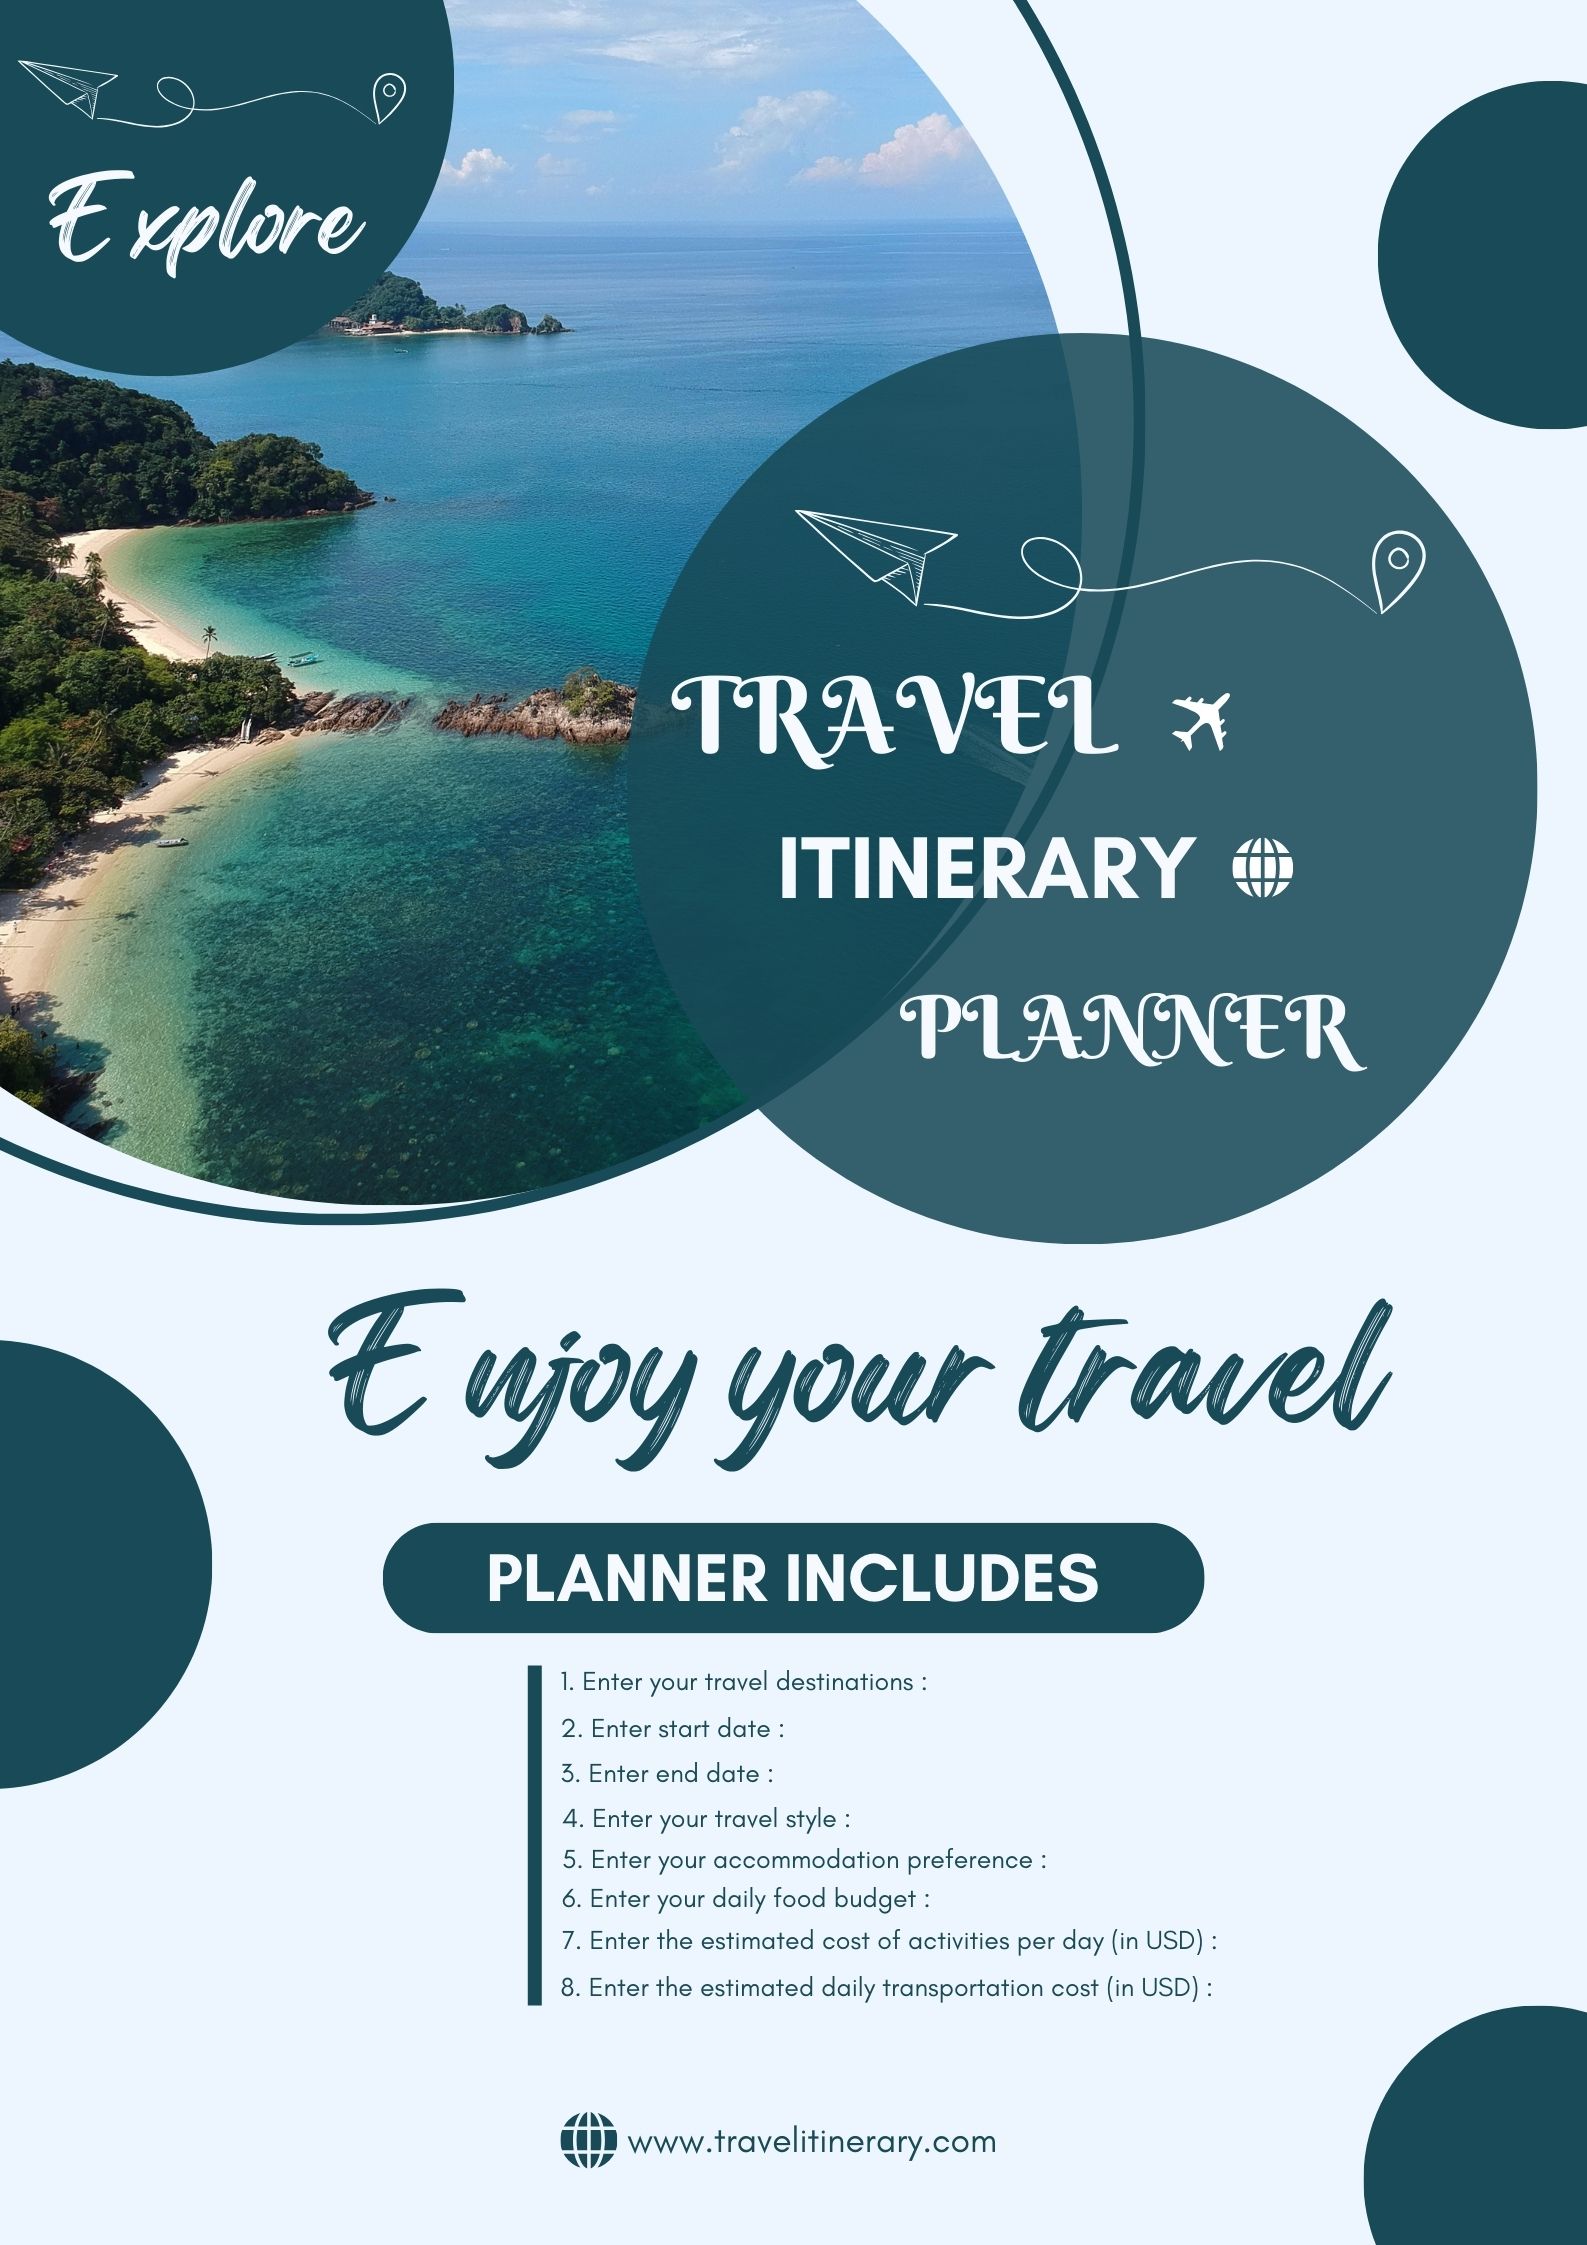 Explore
TRAVEL
ITINERARY
PLANNER
Enjoy your travel
PLANNER INCLUDES
1. Enter your travel destinations :
2. Enter start date :
3. Enter end date :
4. Enter your travel style :
5. Enter your accommodation preference :
6. Enter your daily food budget :
7. Enter the estimated cost of activities per day (in USD) :
8. Enter the estimated daily transportation cost (in USD) :
www.travelitinerary.com